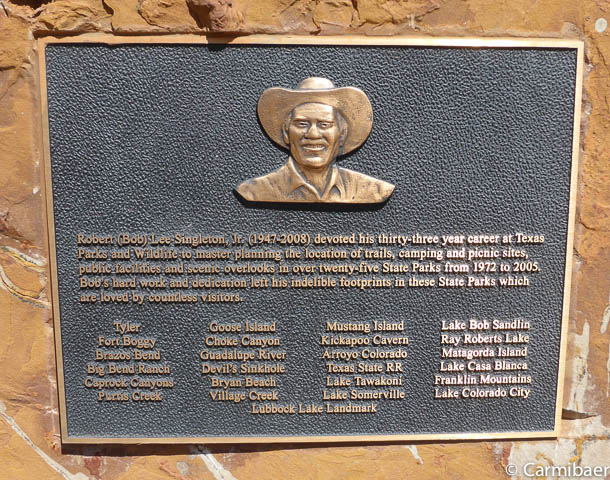 Robert (Bob) Lee Singleton, Jr. (1947-2008) devoted his thirty-three year career at Texas
Parks and Wildlife to master planning the location of trails, camping and picnic sites,
public facilities and scenic overlooks in over twenty-five State Parks from 1972 to 2005.
Bob's hard work and dedication left his indelible footprints in these State Parks which
are loved by countless visitors.
Tyler Goose Island Mustang Island Lake Bob Sandlin
Fort Boggy Choke Canyon Kickapoo Cavern Ray Roberts Lake
Brazos Bend Guadalupe River Arroyo Colorado Matagorda Island
Big Bend Ranch Devil's Sinkhole Texas State RR Lake Casa Blanca
Caprock Canyons Bryan Beach Lake Tawakoni Franklin Mountains
Purtis Creek Village Creek Lake Somerville Lake Colorado City
Lubbock Lake Landmark
© Carmibaer